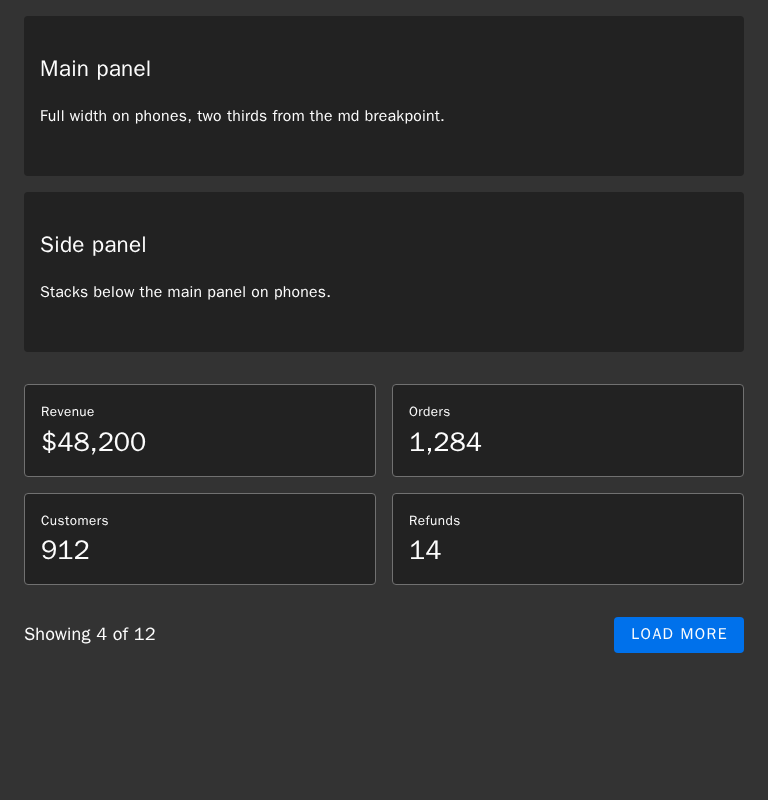 Main panel
Full width on phones, two thirds from the md breakpoint.
Side panel
Stacks below the main panel on phones.
Revenue
$48,200
Orders
1,284
Customers
912
Refunds
14
Showing 4 of 12
LOAD MORE